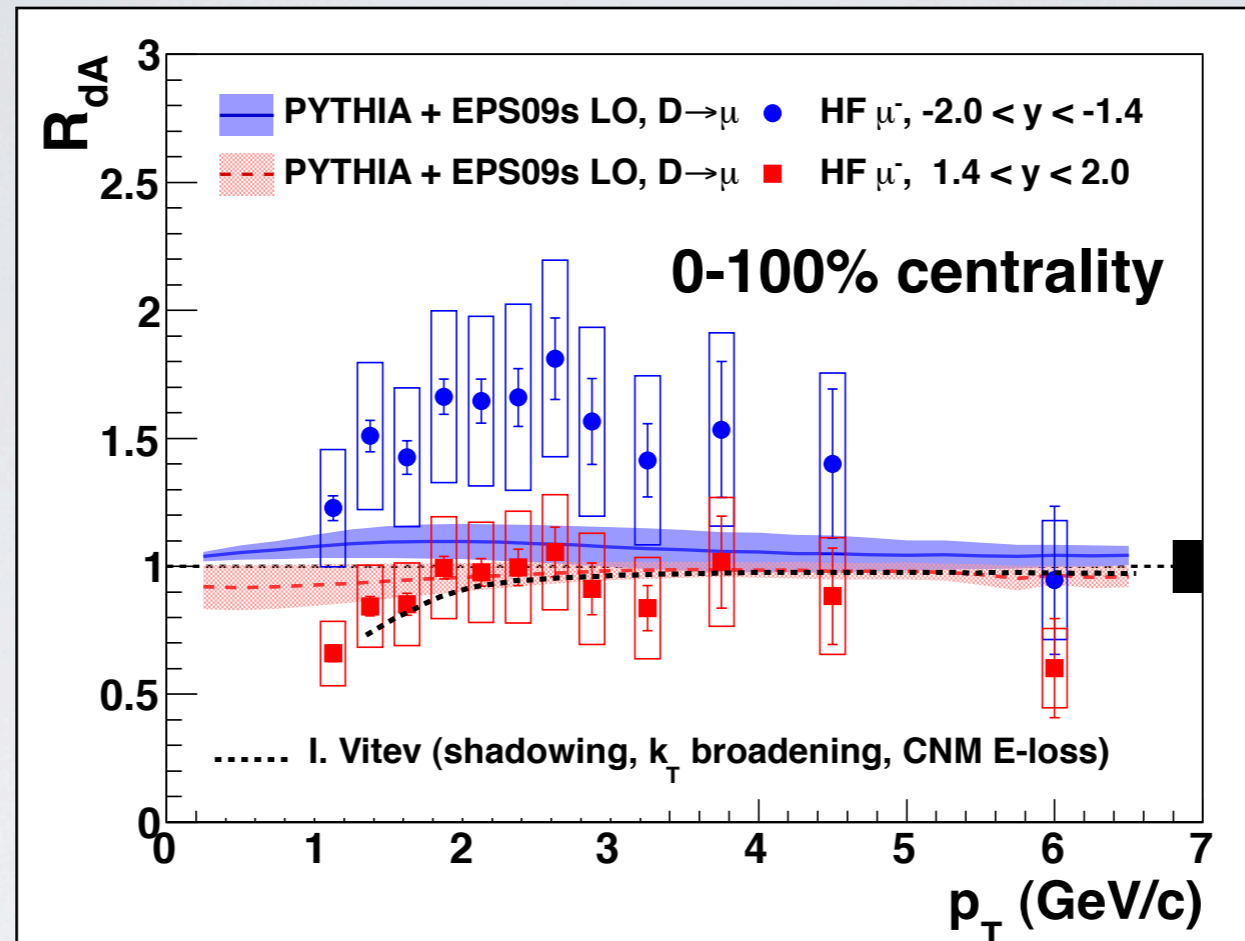 R_dA
3
2.5
2
1.5
1
0.5
0
PYTHIA + EPS09s LO, D→μ HF μ⁻, -2.0 < y < -1.4
PYTHIA + EPS09s LO, D→μ HF μ⁻, 1.4 < y < 2.0
0-100% centrality
I. Vitev (shadowing, k_T broadening, CNM E-loss)
0 1 2 3 4 5 6 7
p_T (GeV/c)